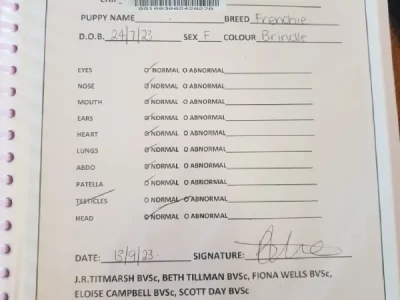 PUPPY NAME BREED Frenchie
D.O.B. 24/7/23 SEX F COLOUR Brindle
EYES O NORMAL O ABNORMAL
NOSE O NORMAL O ABNORMAL
MOUTH O NORMAL O ABNORMAL
EARS O NORMAL O ABNORMAL
HEART O NORMAL O ABNORMAL
LUNGS O NORMAL O ABNORMAL
ABDO O NORMAL O ABNORMAL
PATELLA O NORMAL O ABNORMAL
TESTICLES O NORMAL O ABNORMAL
HEAD O NORMAL O ABNORMAL
DATE: 13/9/23 SIGNATURE:
J.R.TITMARSH BVSc, BETH TILLMAN BVSc, FIONA WELLS BVSc,
ELOISE CAMPBELL BVSc, SCOTT DAY BVSc